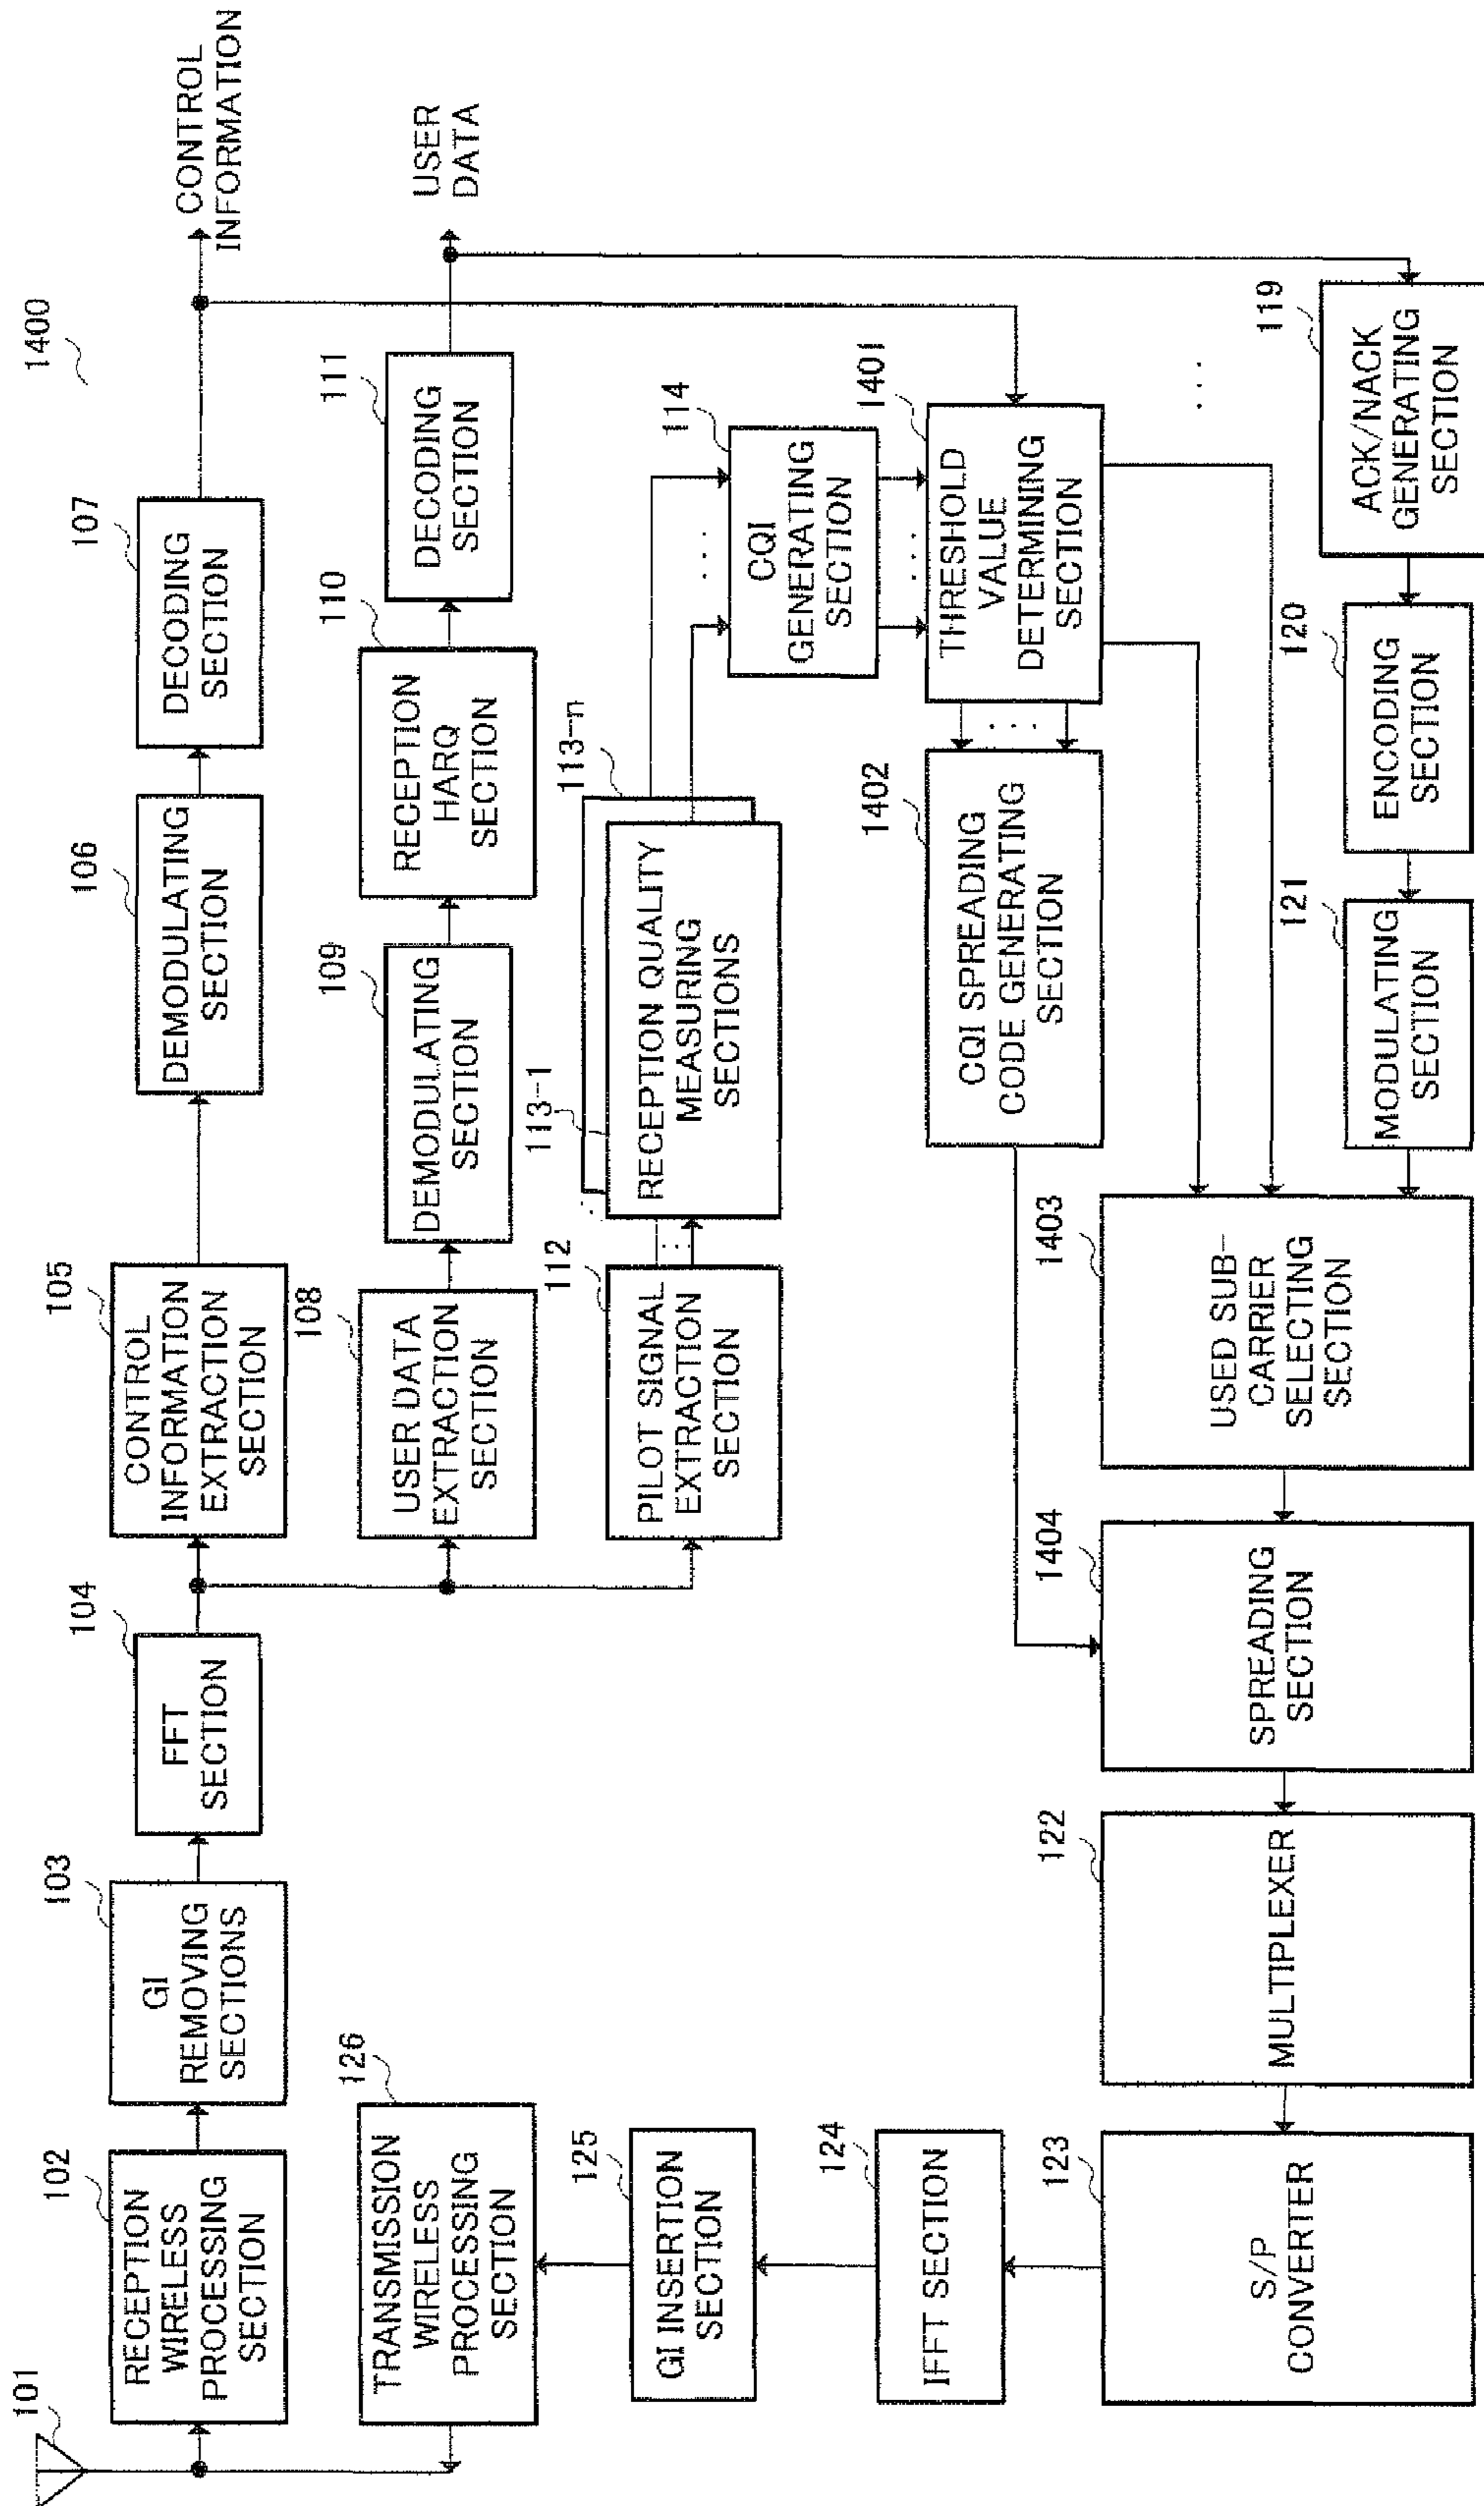 1400
101
102
RECEPTION
WIRELESS
PROCESSING
SECTION
103
GI
REMOVING
SECTIONS
104
FFT
SECTION
105
CONTROL
INFORMATION
EXTRACTION
SECTION
106
DEMODULATING
SECTION
107
DECODING
SECTION
CONTROL
INFORMATION
108
USER DATA
EXTRACTION
SECTION
109
DEMODULATING
SECTION
110
RECEPTION
HARQ
SECTION
111
DECODING
SECTION
USER
DATA
112
PILOT SIGNAL
EXTRACTION
SECTION
113-1
113-n
RECEPTION QUALITY
MEASURING
SECTIONS
114
CQI
GENERATING
SECTION
1401
THRESHOLD
VALUE
DETERMINING
SECTION
1402
CQI SPREADING
CODE GENERATING
SECTION
119
ACK/NACK
GENERATING
SECTION
120
ENCODING
SECTION
121
MODULATING
SECTION
1403
USED SUB-
CARRIER
SELECTING
SECTION
1404
SPREADING
SECTION
122
MULTIPLEXER
123
S/P
CONVERTER
124
IFFT SECTION
125
GI INSERTION
SECTION
126
TRANSMISSION
WIRELESS
PROCESSING
SECTION